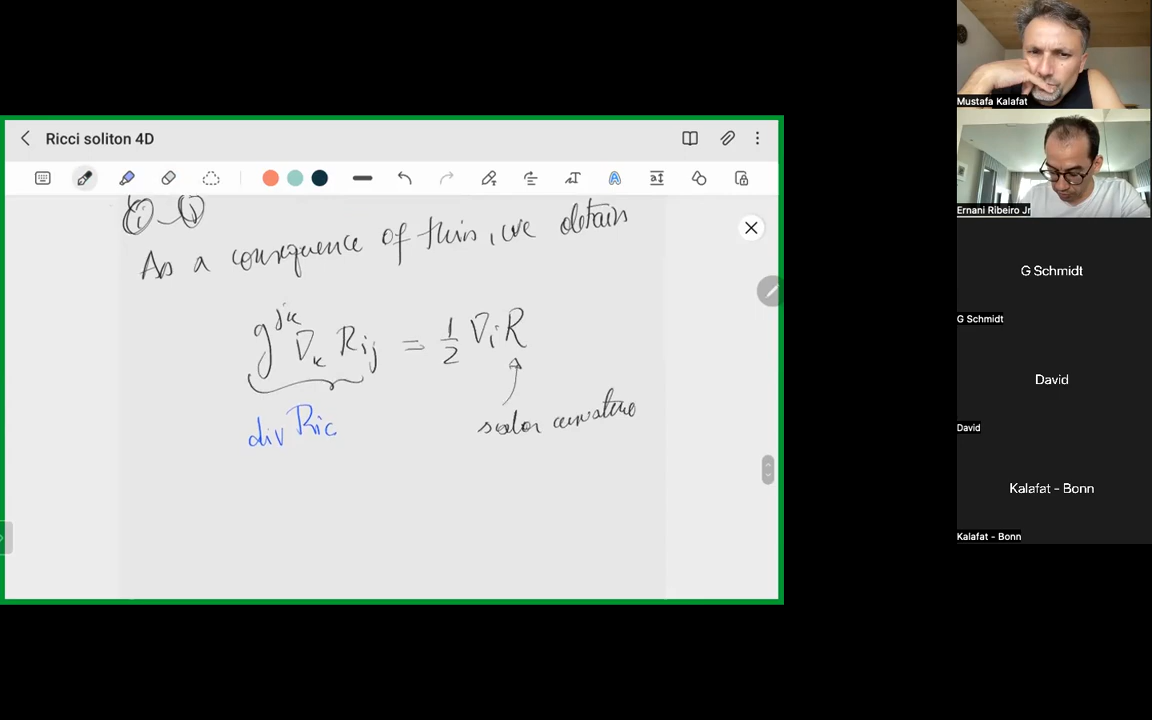 Ricci soliton 4D
As a consequence of this, we obtain
g^{jk} ∇_k R_{ij} = 1/2 ∇_i R
div Ric
scalar curvature
Mustafa Kalafat
Ernani Ribeiro Jr
G Schmidt
G Schmidt
David
David
Kalafat - Bonn
Kalafat - Bonn